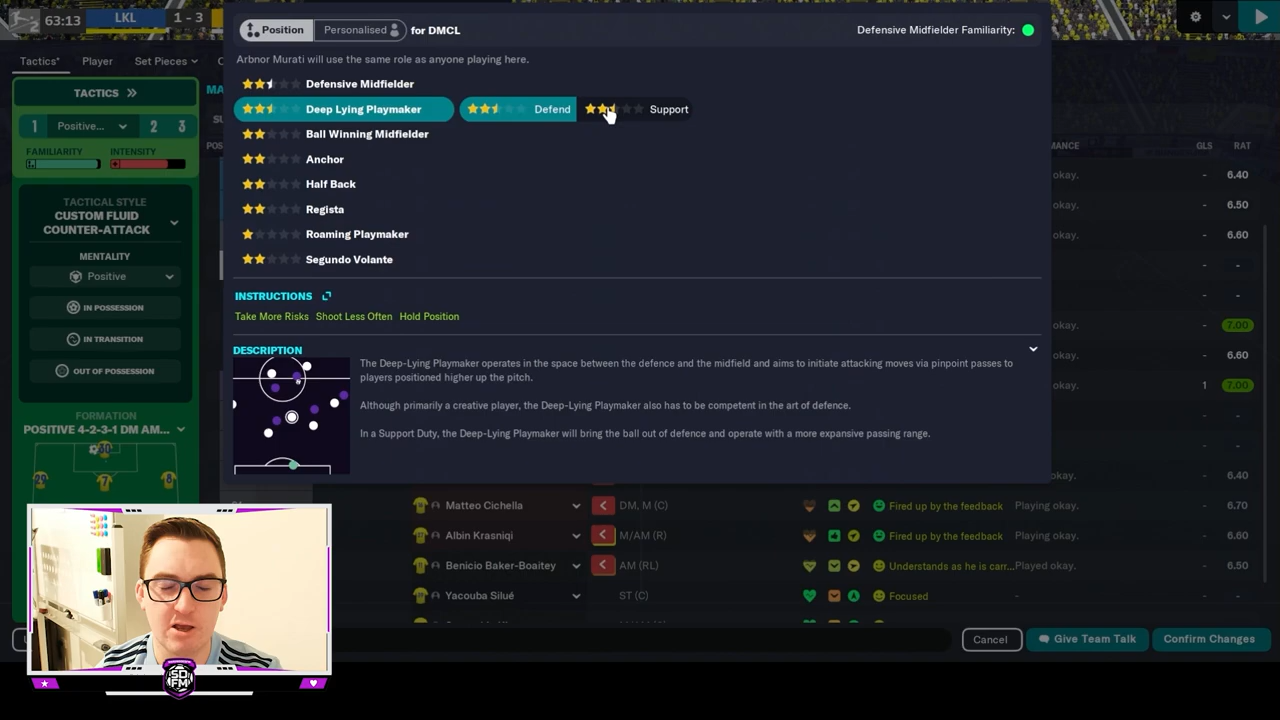 63:13 LKL 1 - 3
Position Personalised for DMCL Defensive Midfielder Familiarity:
Tactics* Player Set Pieces
Arbnor Murati will use the same role as anyone playing here.
TACTICS
Defensive Midfielder
Deep Lying Playmaker Defend Support
1 Positive... 2 3
Ball Winning Midfielder
FAMILIARITY INTENSITY
Anchor
Half Back
TACTICAL STYLE
CUSTOM FLUID
COUNTER-ATTACK
Regista
Roaming Playmaker
MENTALITY
Segundo Volante
Positive
INSTRUCTIONS
IN POSSESSION
Take More Risks Shoot Less Often Hold Position
IN TRANSITION
DESCRIPTION
OUT OF POSSESSION
The Deep-Lying Playmaker operates in the space between the defence and the midfield and aims to initiate attacking moves via pinpoint passes to
players positioned higher up the pitch.
Although primarily a creative player, the Deep-Lying Playmaker also has to be competent in the art of defence.
In a Support Duty, the Deep-Lying Playmaker will bring the ball out of defence and operate with a more expansive passing range.
FORMATION
POSITIVE 4-2-3-1 DM AM...
7
GLS RAT
okay. - 6.40
okay. - 6.50
okay. - 6.60
- -
- -
okay. - 7.00
okay. - 6.60
okay. 1 7.00
- -
- -
okay. - 6.40
Matteo Cichella DM, M (C) Fired up by the feedback Playing okay. - 6.70
Albin Krasniqi M/AM (R) Fired up by the feedback Playing okay. - 6.60
Benicio Baker-Boaitey AM (RL) Understands as he is carr... Played okay. - 6.50
Yacouba Silué ST (C) Focused - - -
Cancel Give Team Talk Confirm Changes
SDFM